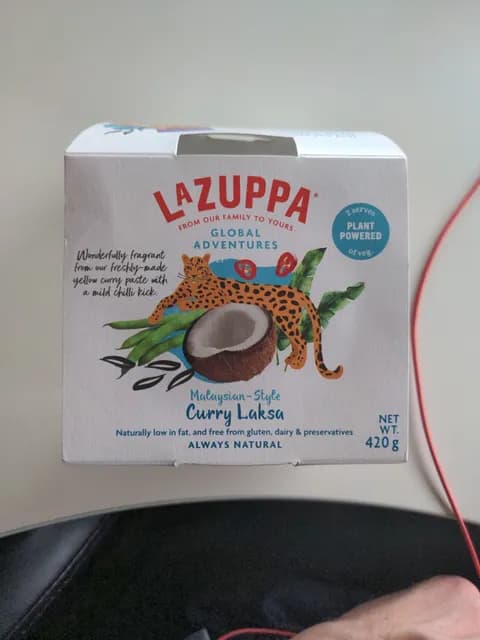 LAZUPPA
FROM OUR FAMILY TO YOURS
GLOBAL
ADVENTURES
2 serves
PLANT
POWERED
of veg.
Wonderfully fragrant
from our freshly-made
yellow curry paste with
a mild chilli kick.
Malaysian-Style
Curry Laksa
Naturally low in fat, and free from gluten, dairy & preservatives
ALWAYS NATURAL
NET
WT.
420 g